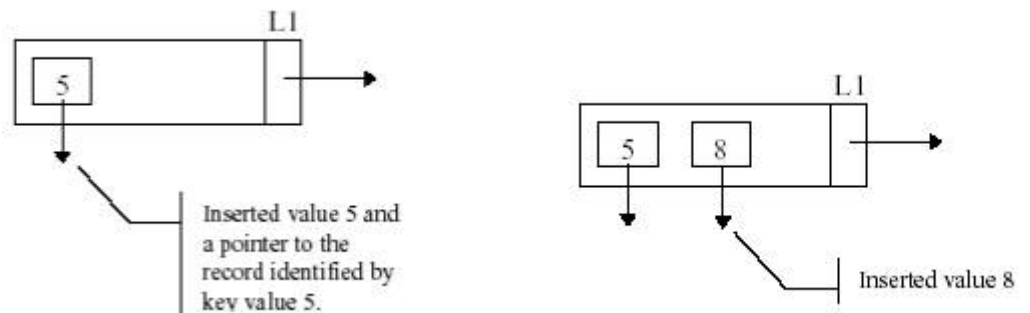 L1
5
Inserted value 5 and
a pointer to the
record identified by
key value 5.
L1
5 8
Inserted value 8